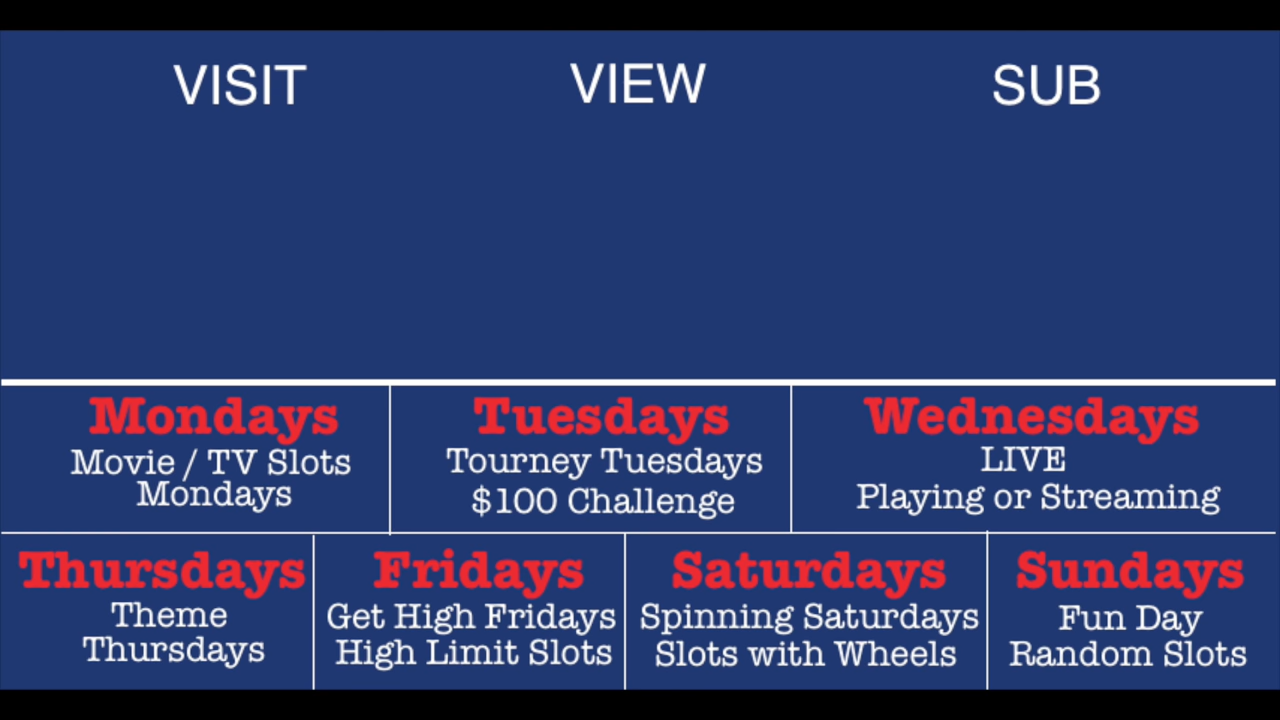 VISIT
VIEW
SUB
Mondays
Movie / TV Slots
Mondays
Tuesdays
Tourney Tuesdays
$100 Challenge
Wednesdays
LIVE
Playing or Streaming
Thursdays
Theme
Thursdays
Fridays
Get High Fridays
High Limit Slots
Saturdays
Spinning Saturdays
Slots with Wheels
Sundays
Fun Day
Random Slots